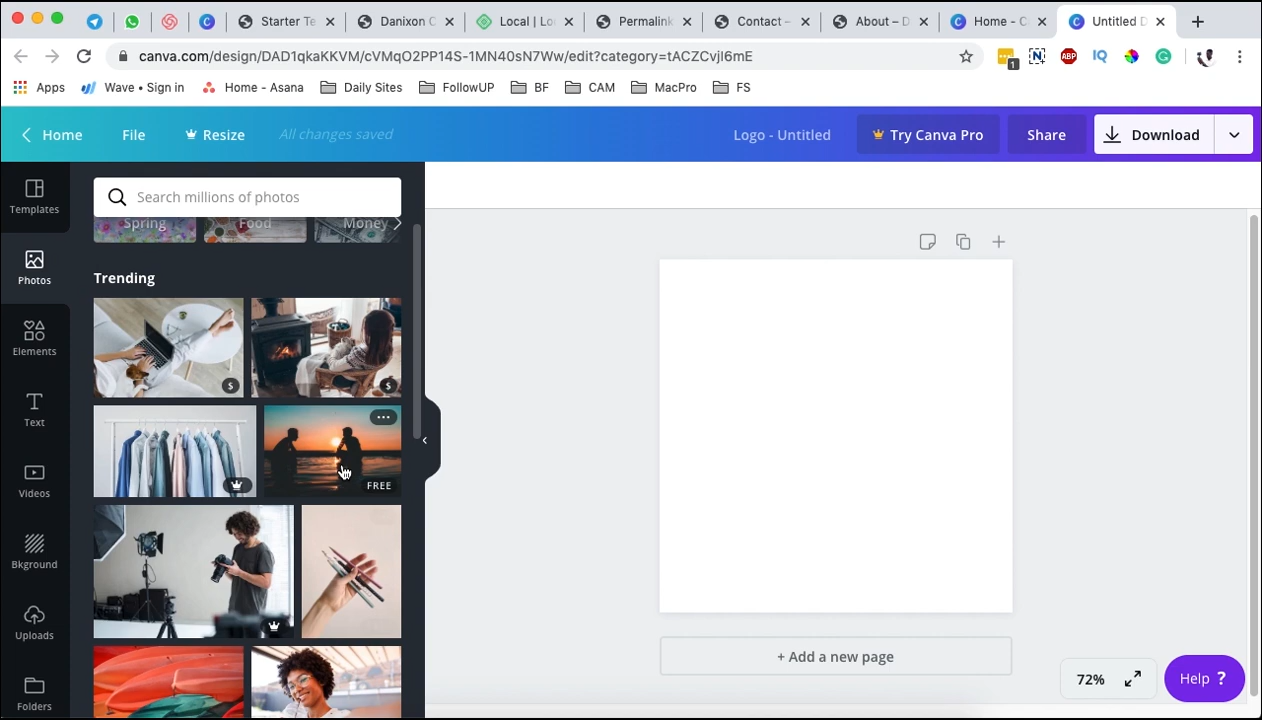 Starter Te
Danixon C
Local | Lo
Permalink
Contact –
About – D
Home - C
Untitled D
canva.com/design/DAD1qkaKKVM/cVMqO2PP14S-1MN40sN7Ww/edit?category=tACZCvjI6mE
1
N
ABP
IQ
Apps
Wave • Sign in
Home - Asana
Daily Sites
FollowUP
BF
CAM
MacPro
FS
Home
File
Resize
All changes saved
Logo - Untitled
Try Canva Pro
Share
Download
Templates
Photos
Elements
Text
Videos
Bkground
Uploads
Folders
Search millions of photos
Spring
Food
Money
Trending
$
$
FREE
+ Add a new page
72%
Help ?